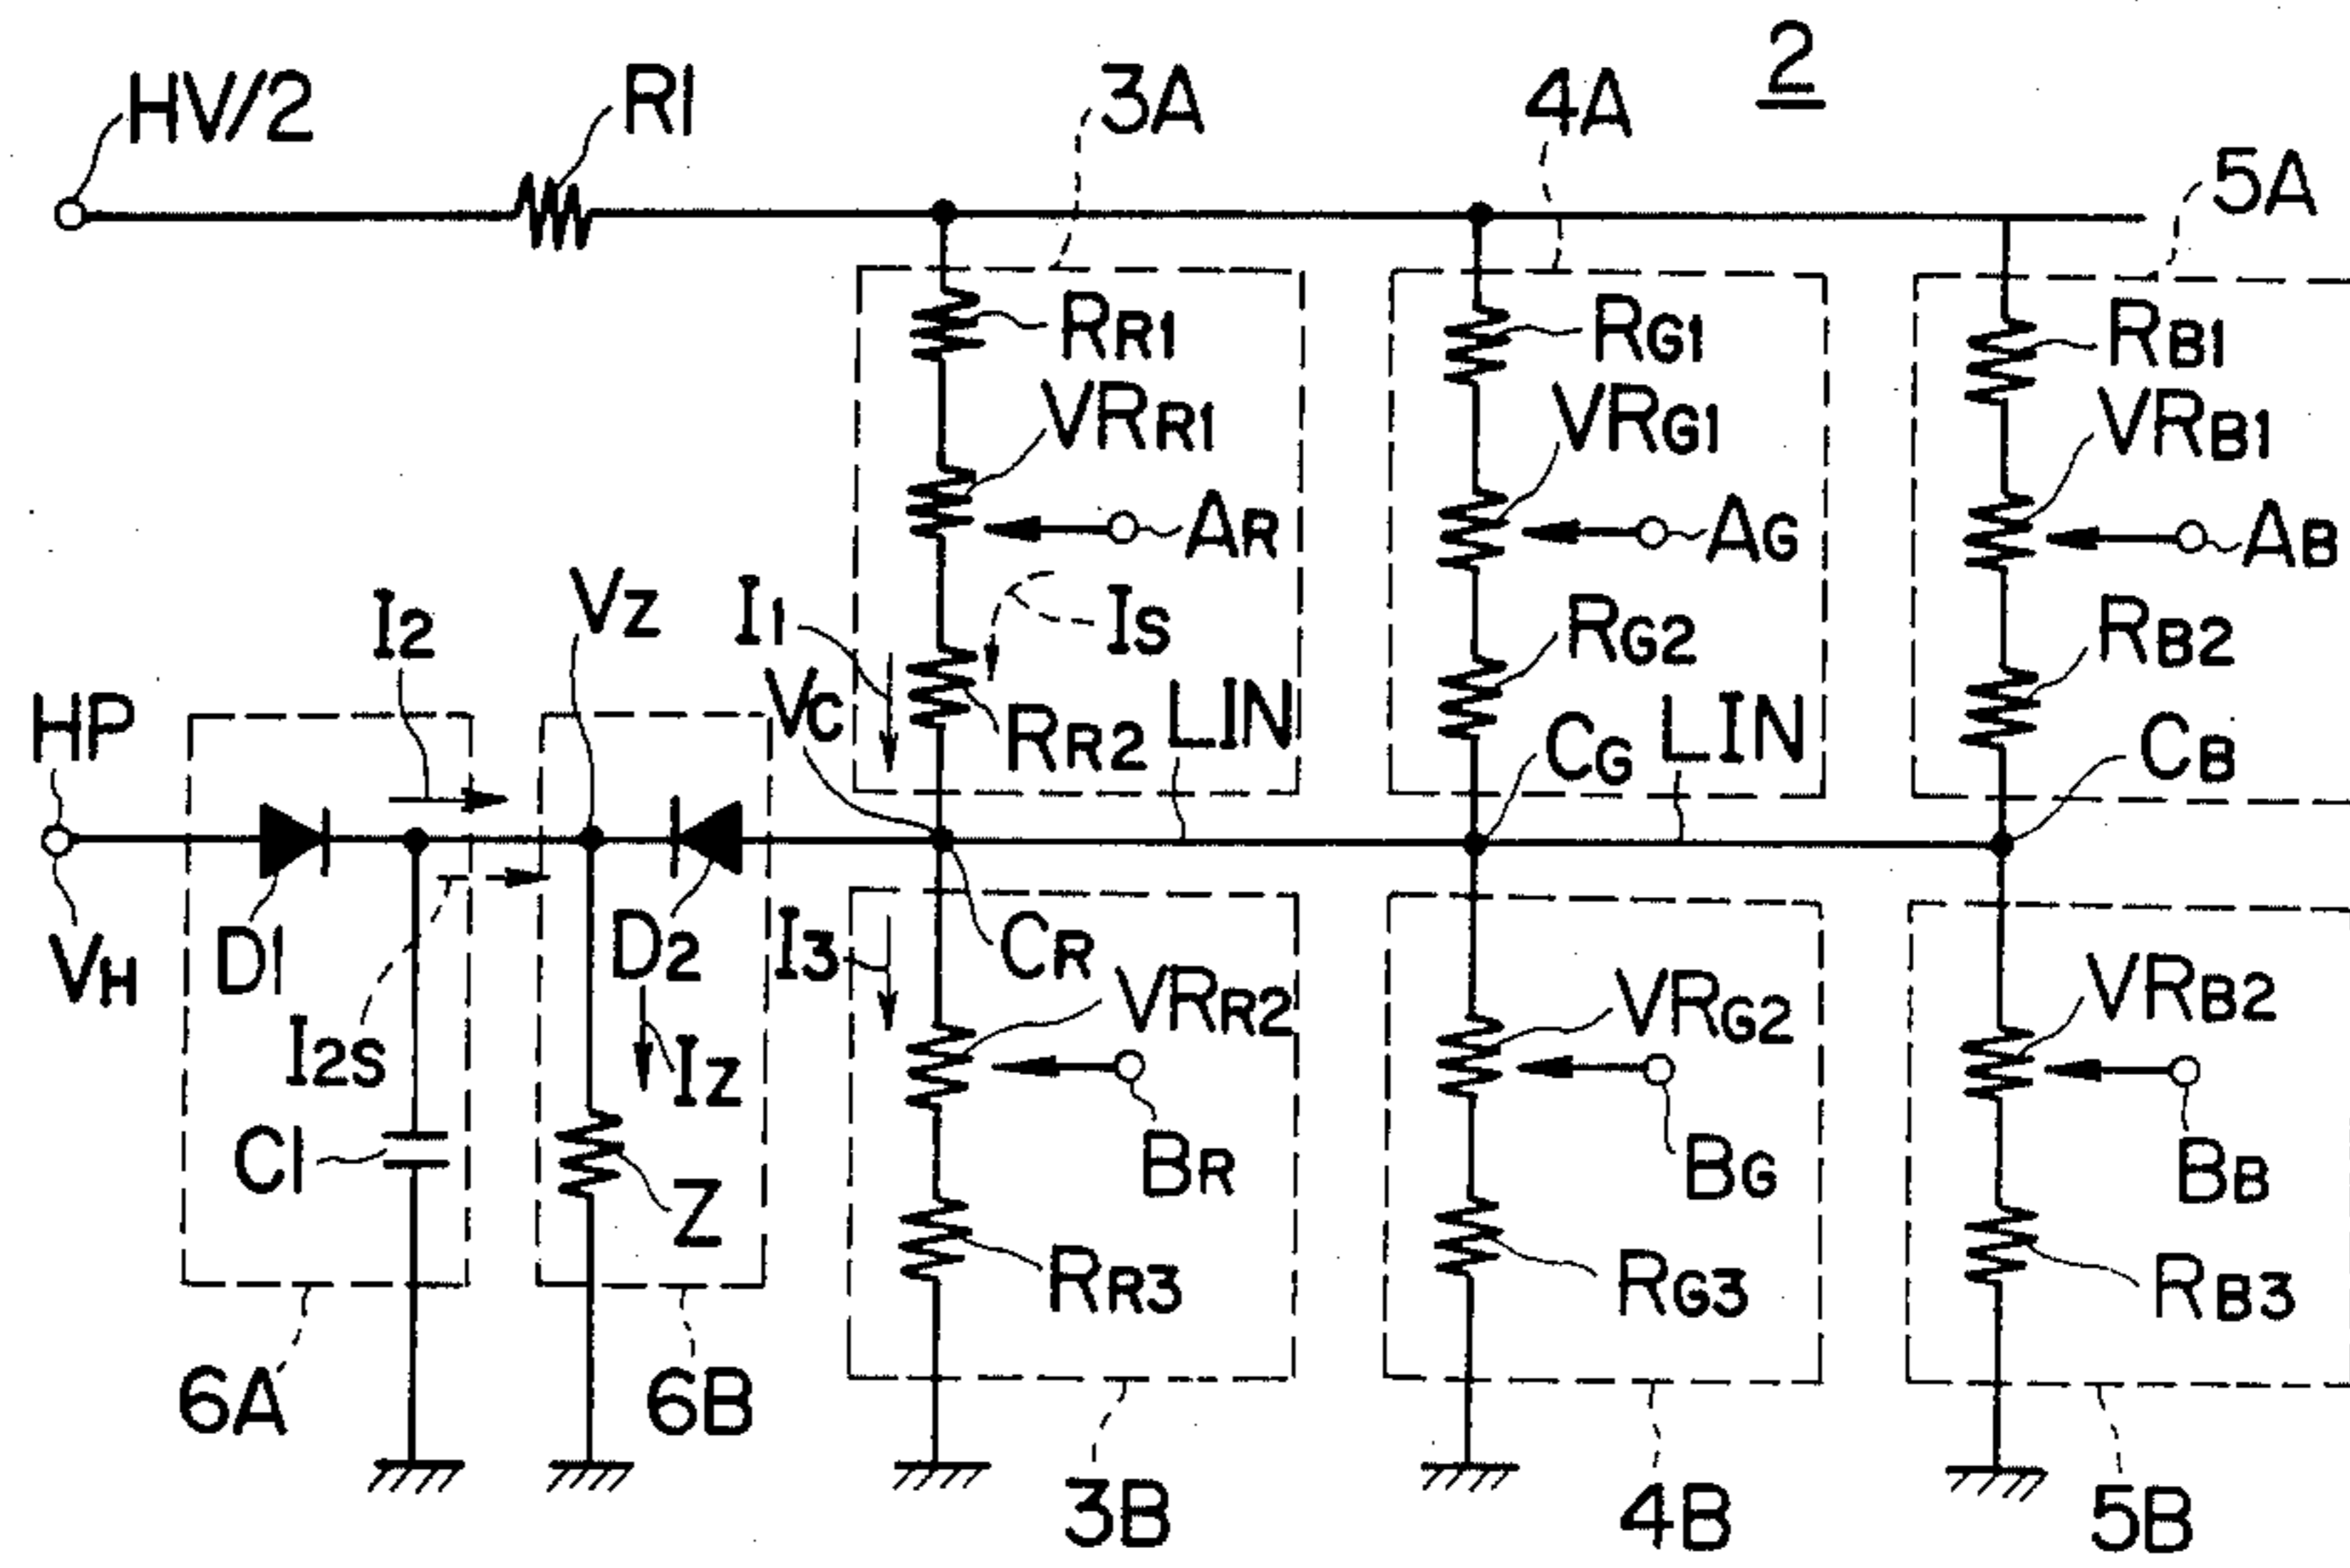 2
HV/2
R1
3A
4A
5A
RR1
RG1
RB1
VRR1
VRG1
VRB1
AR
AG
AB
I2
VZ
I1
IS
RG2
RB2
HP
VC
RR2
LIN
CG
LIN
CB
VH
D1
D2
I3
CR
VRR2
VRG2
VRB2
I2S
IZ
C1
Z
BR
BG
BB
RR3
RG3
RB3
6A
6B
3B
4B
5B